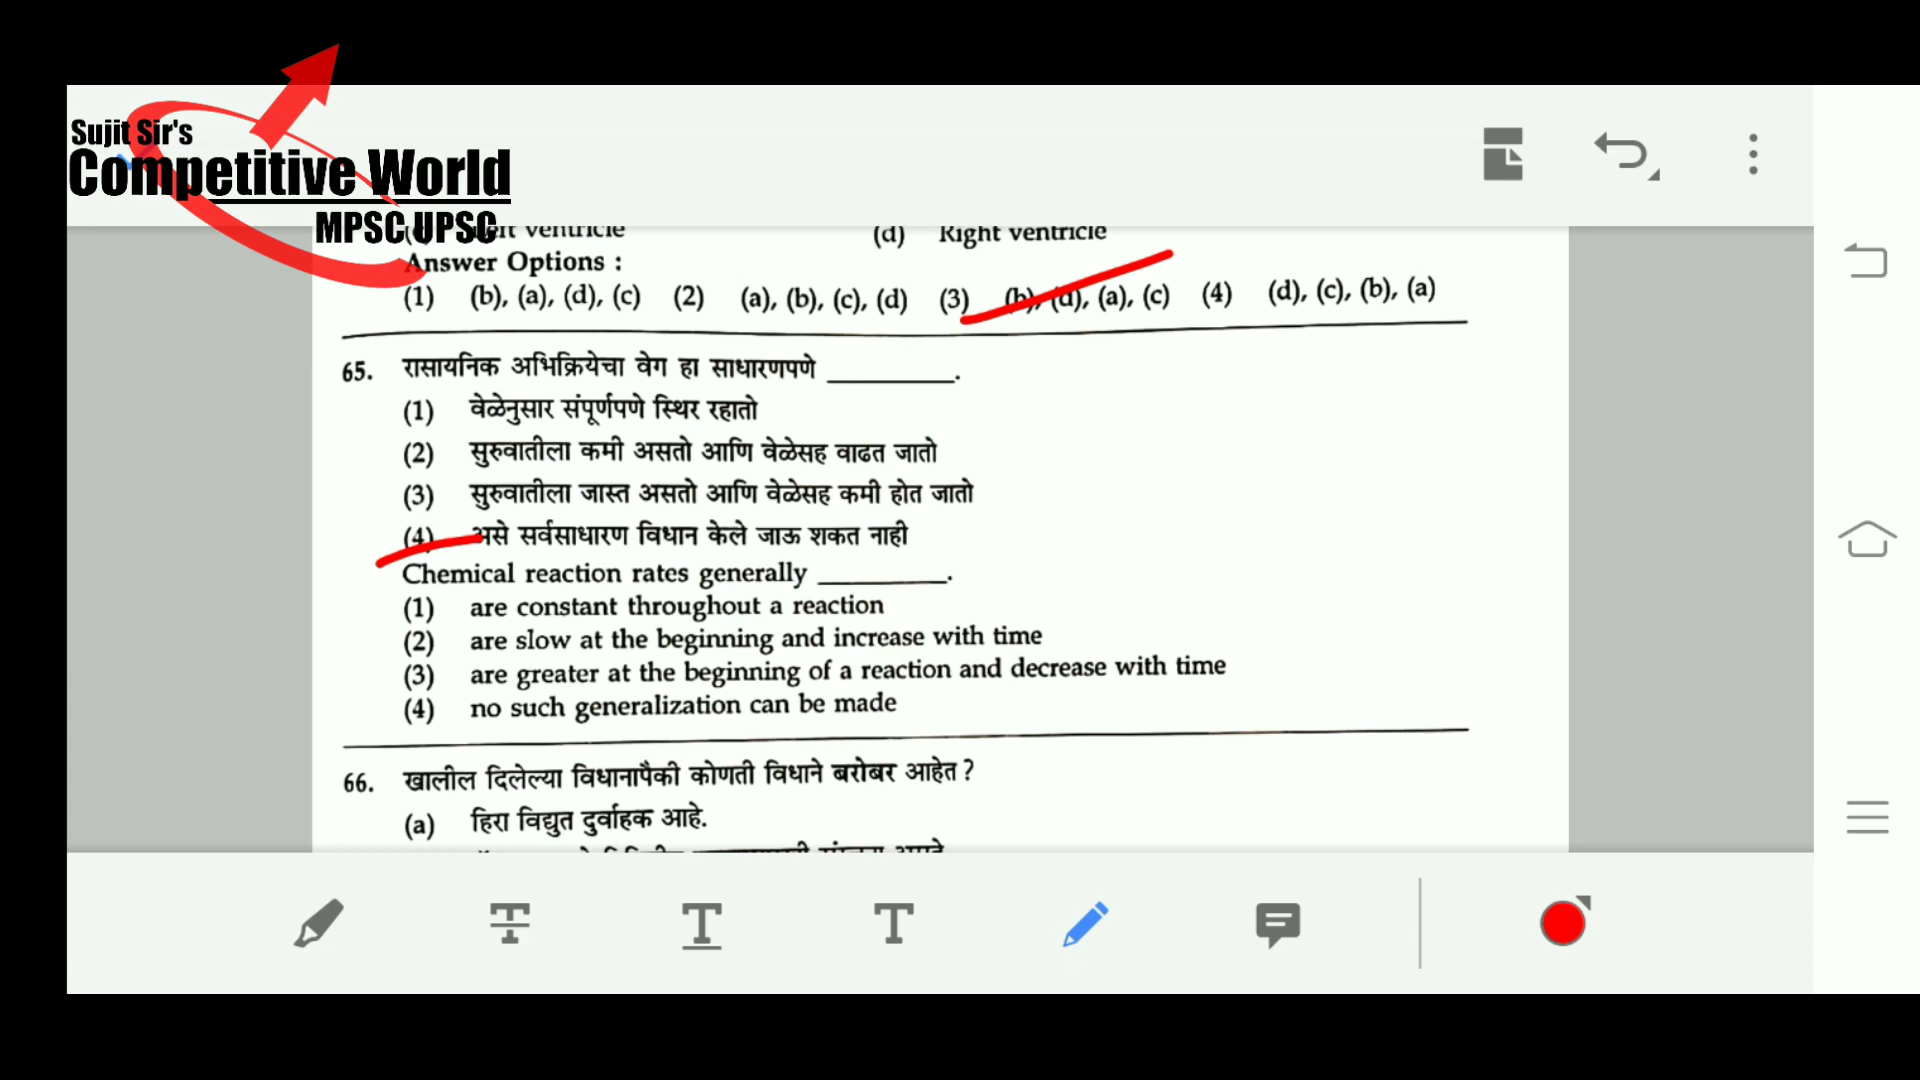 Sujit Sir's
Competitive World
MPSC UPSC
ventricle (d) Right ventricle
Answer Options :
(1) (b), (a), (d), (c) (2) (a), (b), (c), (d) (3) (b), (d), (a), (c) (4) (d), (c), (b), (a)
65. रासायनिक अभिक्रियेचा वेग हा साधारणपणे ________.
(1) वेळेनुसार संपूर्णपणे स्थिर रहातो
(2) सुरुवातीला कमी असतो आणि वेळेसह वाढत जातो
(3) सुरुवातीला जास्त असतो आणि वेळेसह कमी होत जातो
(4) असे सर्वसाधारण विधान केले जाऊ शकत नाही
Chemical reaction rates generally ________.
(1) are constant throughout a reaction
(2) are slow at the beginning and increase with time
(3) are greater at the beginning of a reaction and decrease with time
(4) no such generalization can be made
66. खालील दिलेल्या विधानापैकी कोणती विधाने बरोबर आहेत?
(a) हिरा विद्युत दुर्वाहक आहे.